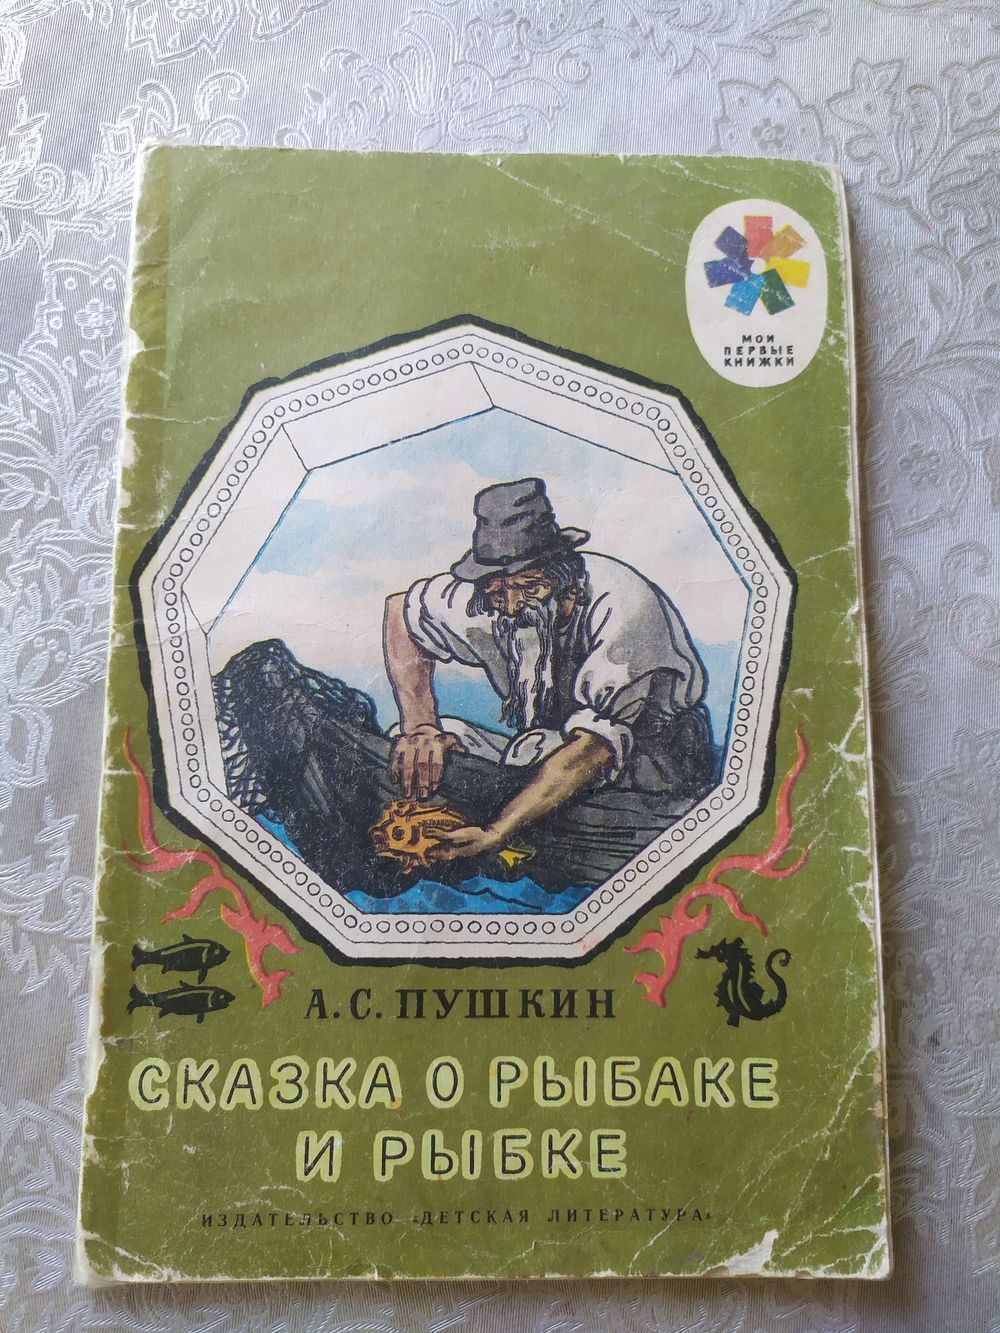 МОИ
ПЕРВЫЕ
КНИЖКИ
А.С. ПУШКИН
СКАЗКА О РЫБАКЕ
И РЫБКЕ
ИЗДАТЕЛЬСТВО «ДЕТСКАЯ ЛИТЕРАТУРА»